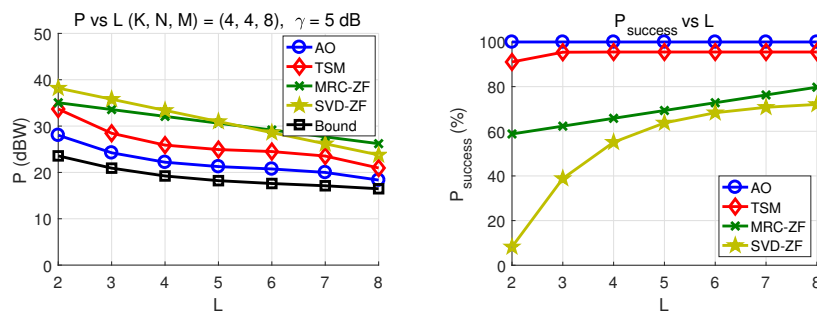 P vs L (K, N, M) = (4, 4, 8), γ = 5 dB
50
40
30
20
10
0
P (dBW)
2 3 4 5 6 7 8
L
AO
TSM
MRC-ZF
SVD-ZF
Bound
P_success vs L
100
80
60
40
20
0
P_success (%)
2 3 4 5 6 7 8
L
AO
TSM
MRC-ZF
SVD-ZF